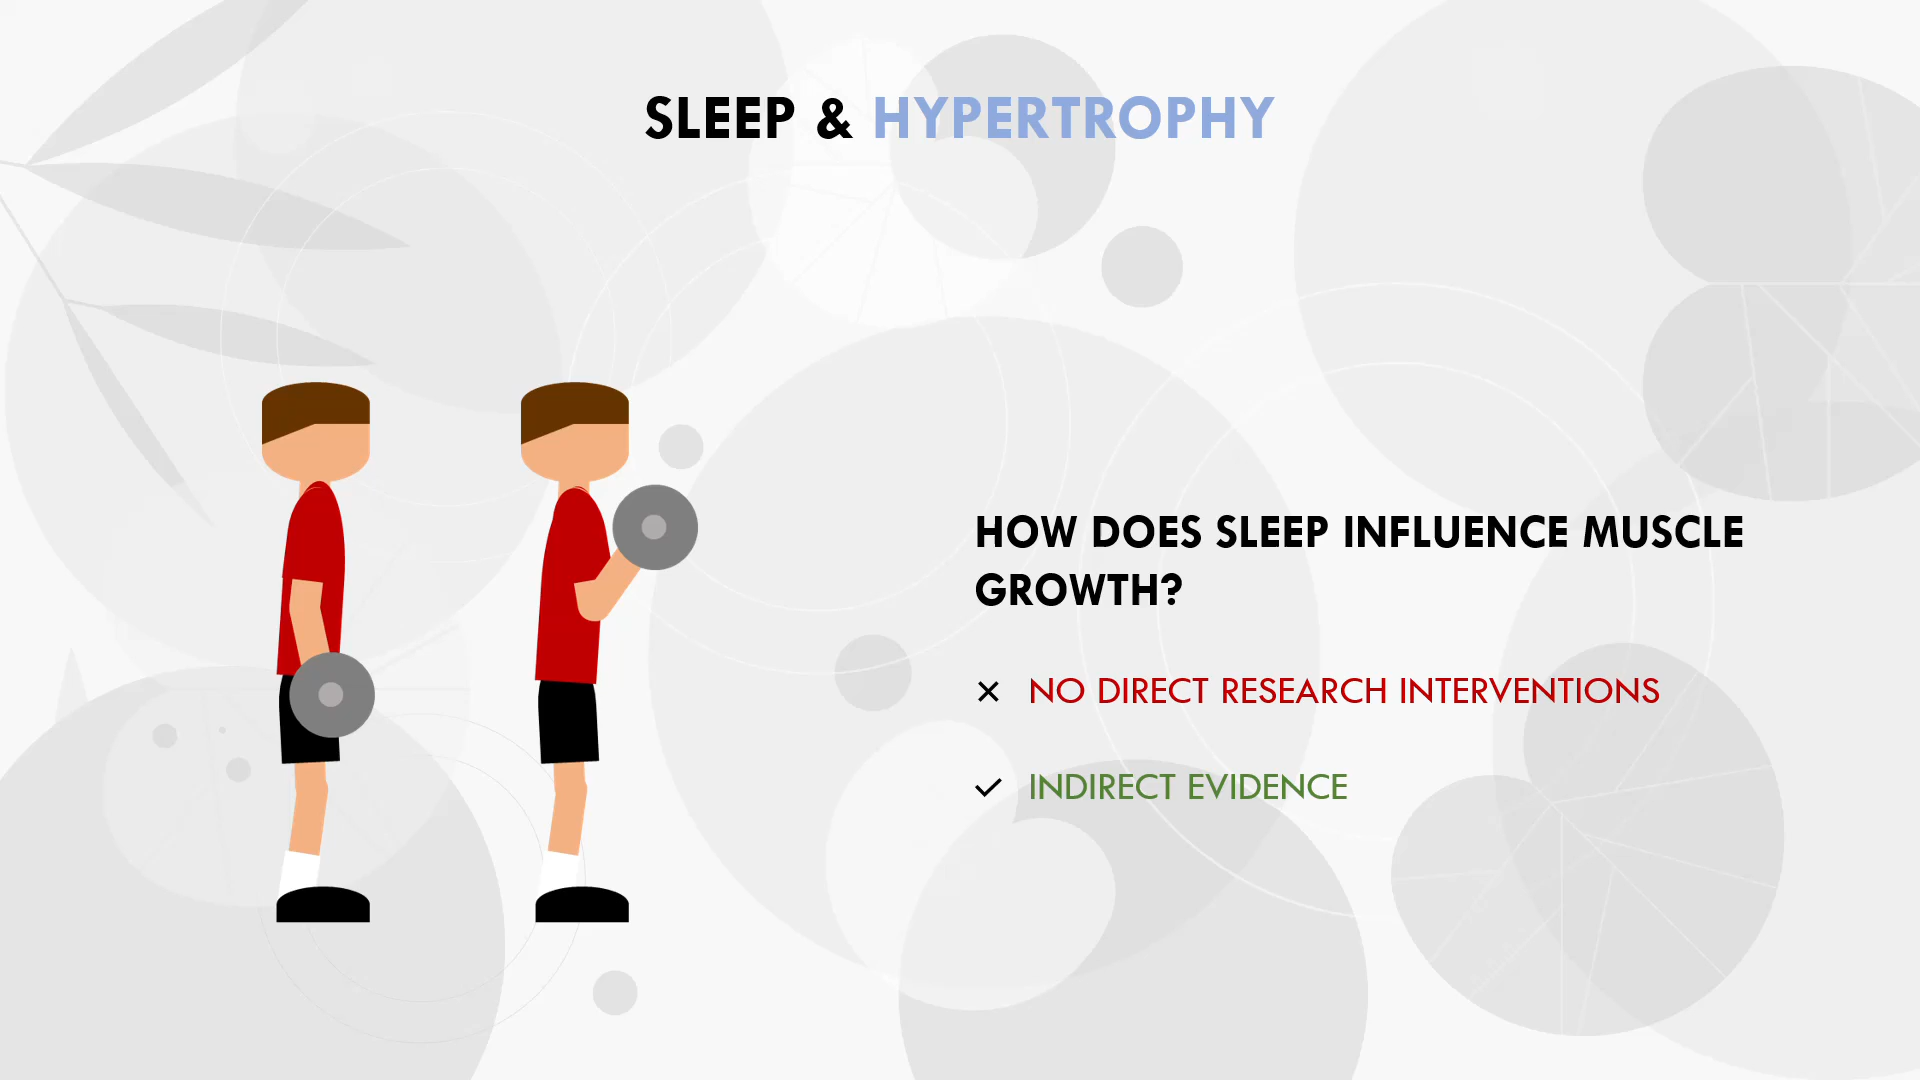 SLEEP & HYPERTROPHY
HOW DOES SLEEP INFLUENCE MUSCLE
GROWTH?
NO DIRECT RESEARCH INTERVENTIONS
INDIRECT EVIDENCE